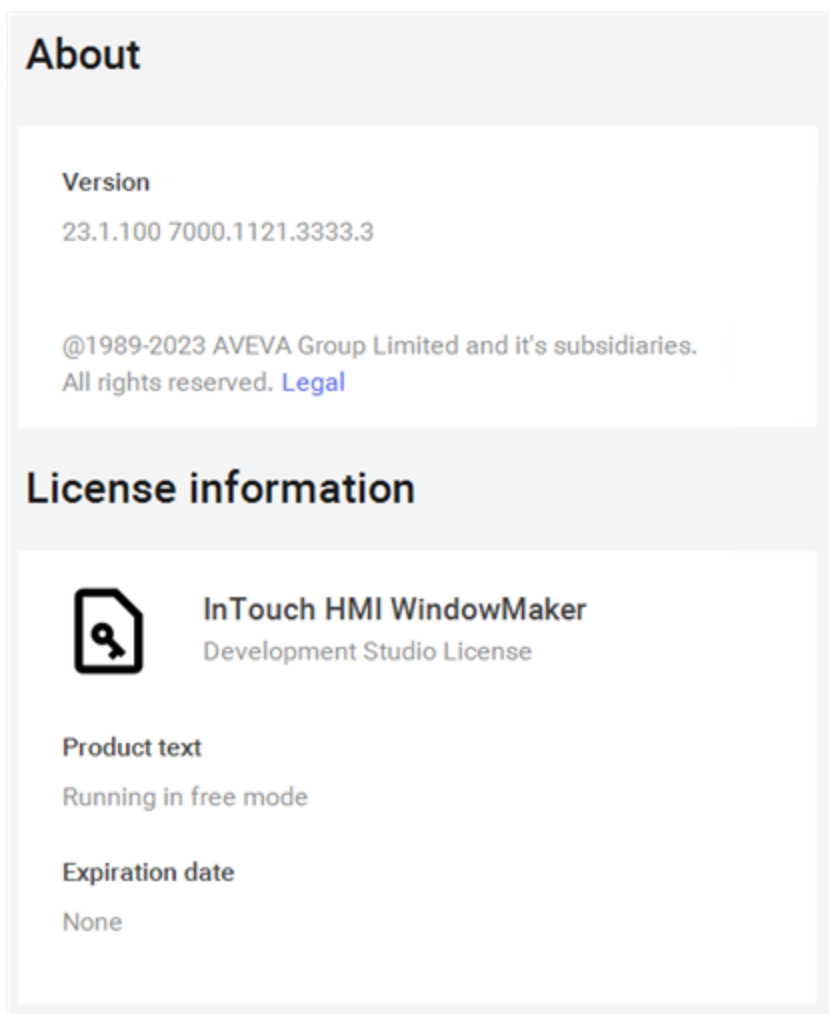 About
Version
23.1.100 7000.1121.3333.3
@1989-2023 AVEVA Group Limited and it's subsidiaries.
All rights reserved. Legal
License information
InTouch HMI WindowMaker
Development Studio License
Product text
Running in free mode
Expiration date
None